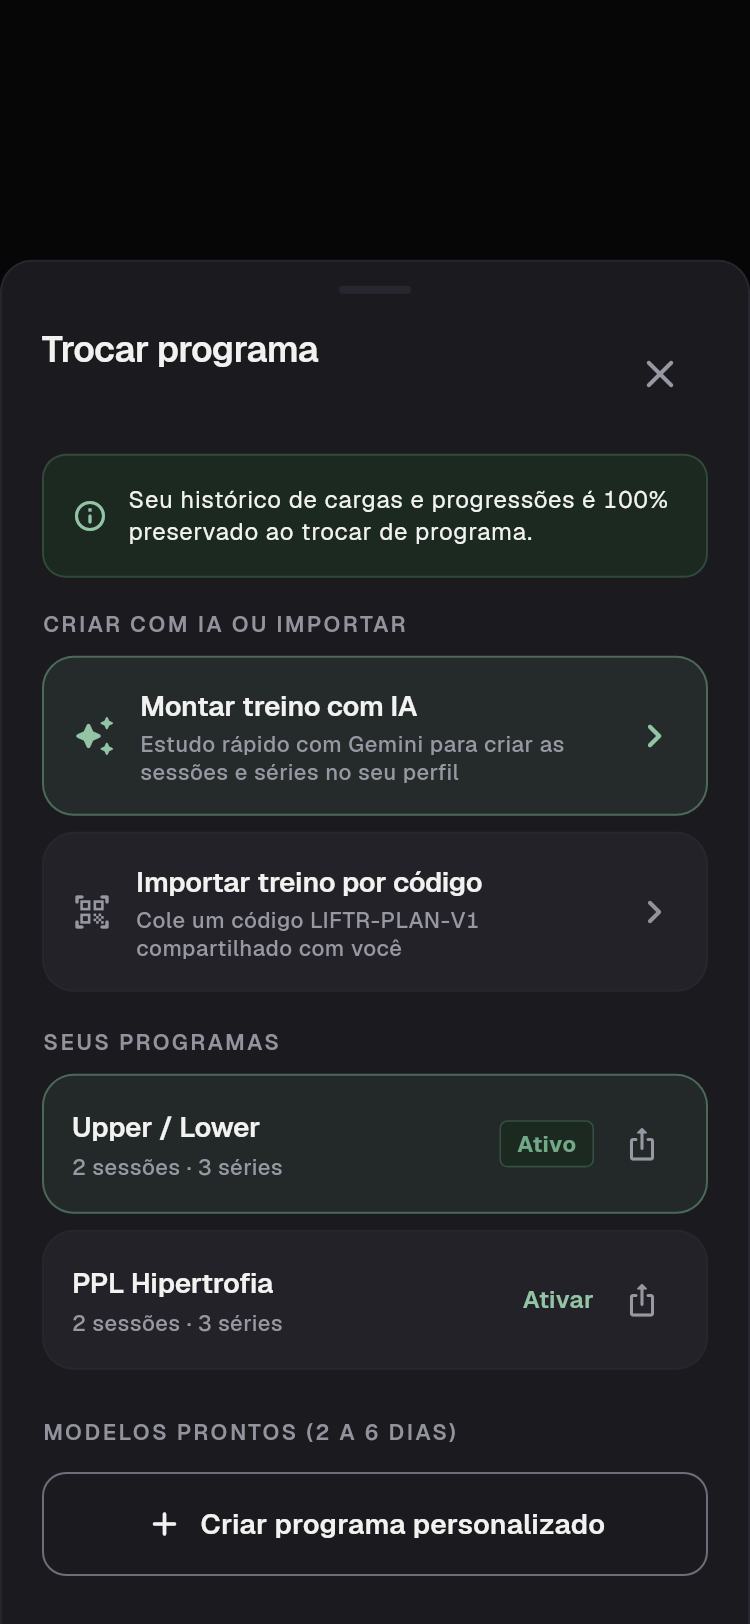 Trocar programa
Seu histórico de cargas e progressões é 100%
preservado ao trocar de programa.
CRIAR COM IA OU IMPORTAR
Montar treino com IA
Estudo rápido com Gemini para criar as
sessões e séries no seu perfil
Importar treino por código
Cole um código LIFTR-PLAN-V1
compartilhado com você
SEUS PROGRAMAS
Upper / Lower
Ativo
2 sessões · 3 séries
PPL Hipertrofia
Ativar
2 sessões · 3 séries
MODELOS PRONTOS (2 A 6 DIAS)
Criar programa personalizado